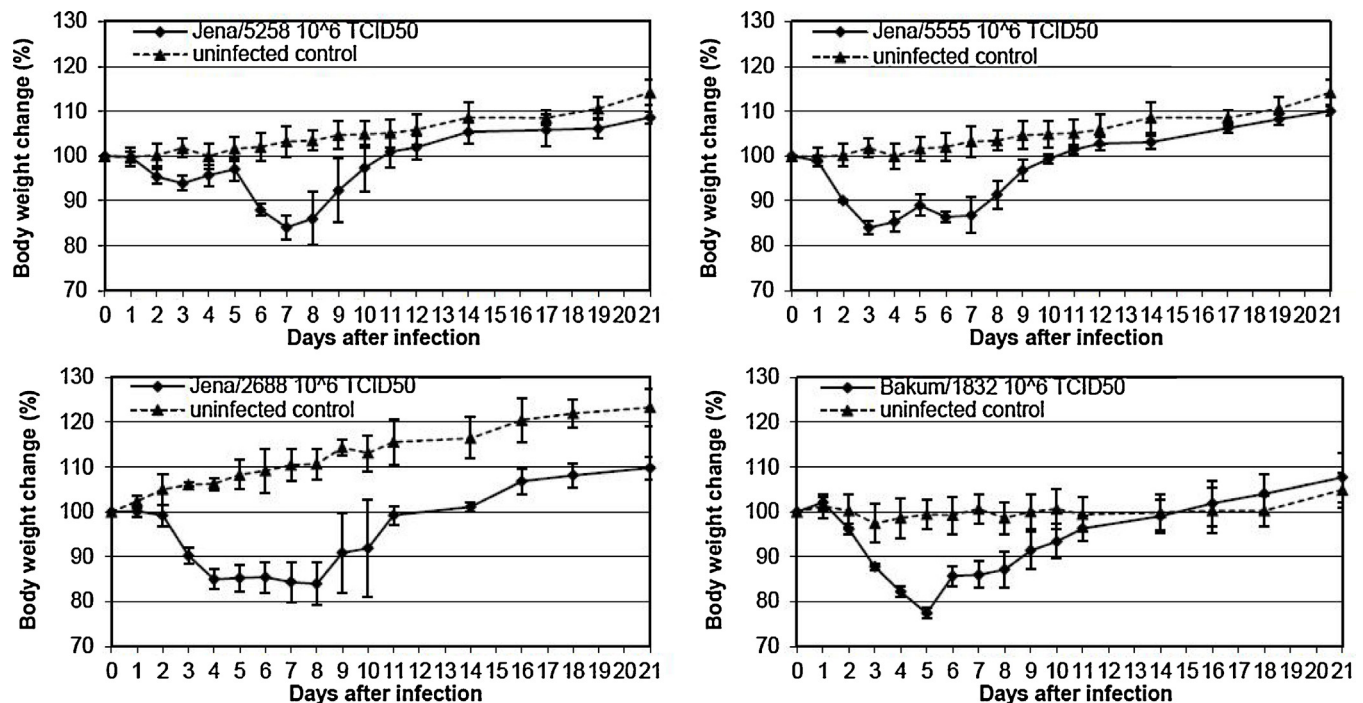 Body weight change (%)
130
120
110
100
90
80
70
Jena/5258 10^6 TCID50
uninfected control
0 1 2 3 4 5 6 7 8 9 10 11 12 13 14 15 16 17 18 19 20 21
Days after infection
Body weight change (%)
130
120
110
100
90
80
70
Jena/5555 10^6 TCID50
uninfected control
0 1 2 3 4 5 6 7 8 9 10 11 12 13 14 15 16 17 18 19 20 21
Days after infection
Body weight change (%)
130
120
110
100
90
80
70
Jena/2688 10^6 TCID50
uninfected control
0 1 2 3 4 5 6 7 8 9 10 11 12 13 14 15 16 17 18 19 20 21
Days after infection
Body weight change (%)
130
120
110
100
90
80
70
Bakum/1832 10^6 TCID50
uninfected control
0 1 2 3 4 5 6 7 8 9 10 11 12 13 14 15 16 17 18 19 20 21
Days after infection